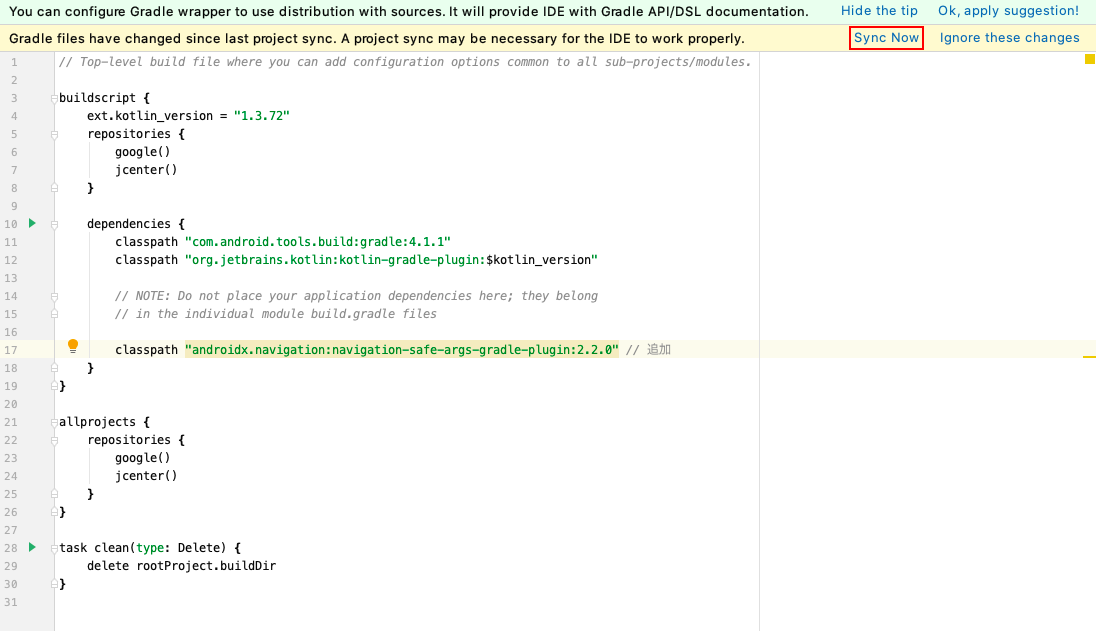 You can configure Gradle wrapper to use distribution with sources. It will provide IDE with Gradle API/DSL documentation. Hide the tip Ok, apply suggestion!
Gradle files have changed since last project sync. A project sync may be necessary for the IDE to work properly. Sync Now Ignore these changes
1 // Top-level build file where you can add configuration options common to all sub-projects/modules.
2
3 buildscript {
4 ext.kotlin_version = "1.3.72"
5 repositories {
6 google()
7 jcenter()
8 }
9
10 dependencies {
11 classpath "com.android.tools.build:gradle:4.1.1"
12 classpath "org.jetbrains.kotlin:kotlin-gradle-plugin:$kotlin_version"
13
14 // NOTE: Do not place your application dependencies here; they belong
15 // in the individual module build.gradle files
16
17 classpath "androidx.navigation:navigation-safe-args-gradle-plugin:2.2.0" // 追加
18 }
19 }
20
21 allprojects {
22 repositories {
23 google()
24 jcenter()
25 }
26 }
27
28 task clean(type: Delete) {
29 delete rootProject.buildDir
30 }
31